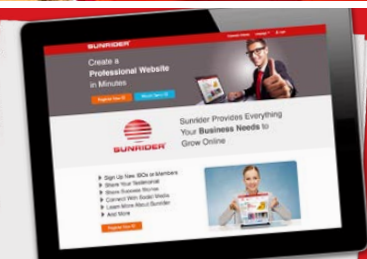 SUNRIDER
Create a
Professional Website
in Minutes
Sunrider Provides Everything
Your Business Needs to
Grow Online
SUNRIDER
Sign Up New IBOs or Members
Share Your Testimonial
Share Success Stories
Connect With Social Media
Learn More About Sunrider
And More